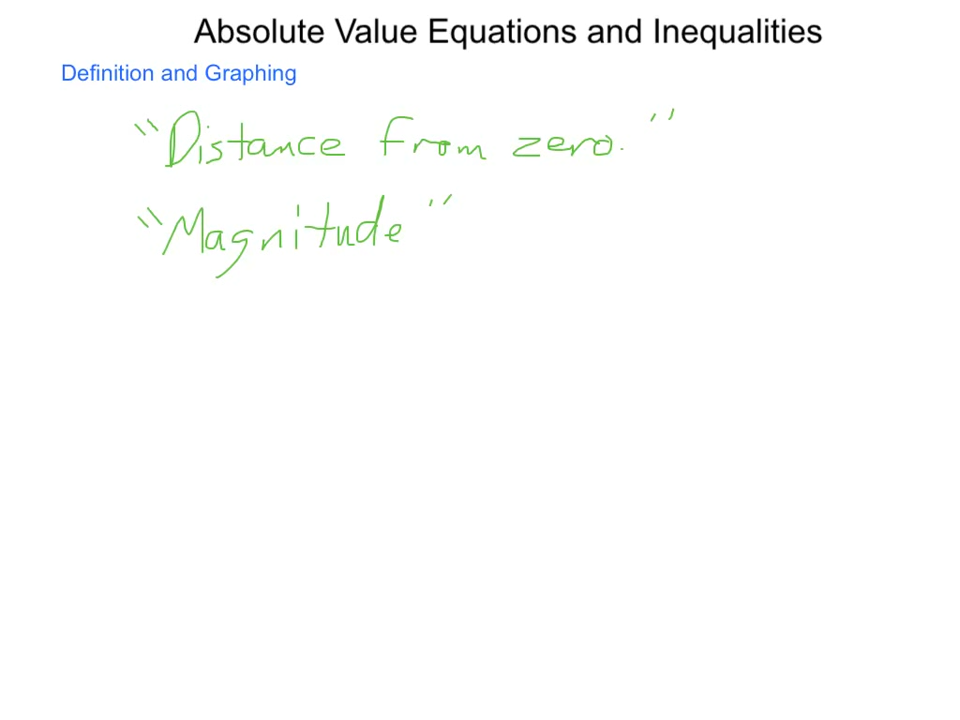 Absolute Value Equations and Inequalities
Definition and Graphing
"Distance from zero."
"Magnitude"